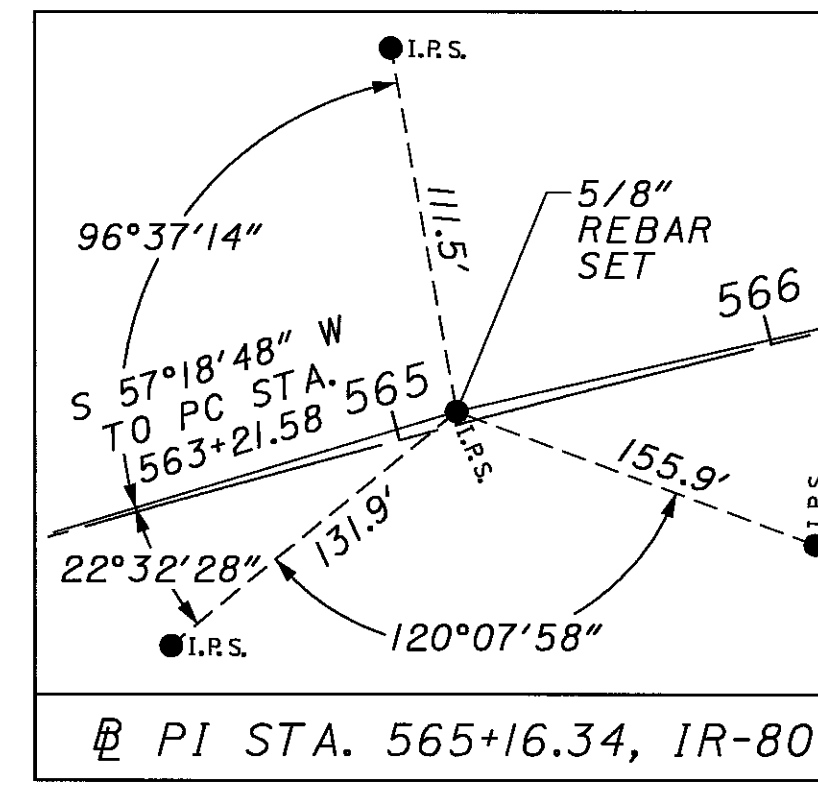 I.P.S.
5/8"
REBAR
SET
111.5'
96°37'14"
566
S 57°18'48" W
TO PC STA.
563+21.58
565
I.P.S.
155.9'
I.P.S.
131.9'
22°32'28"
120°07'58"
I.P.S.
PI STA. 565+16.34, IR-80